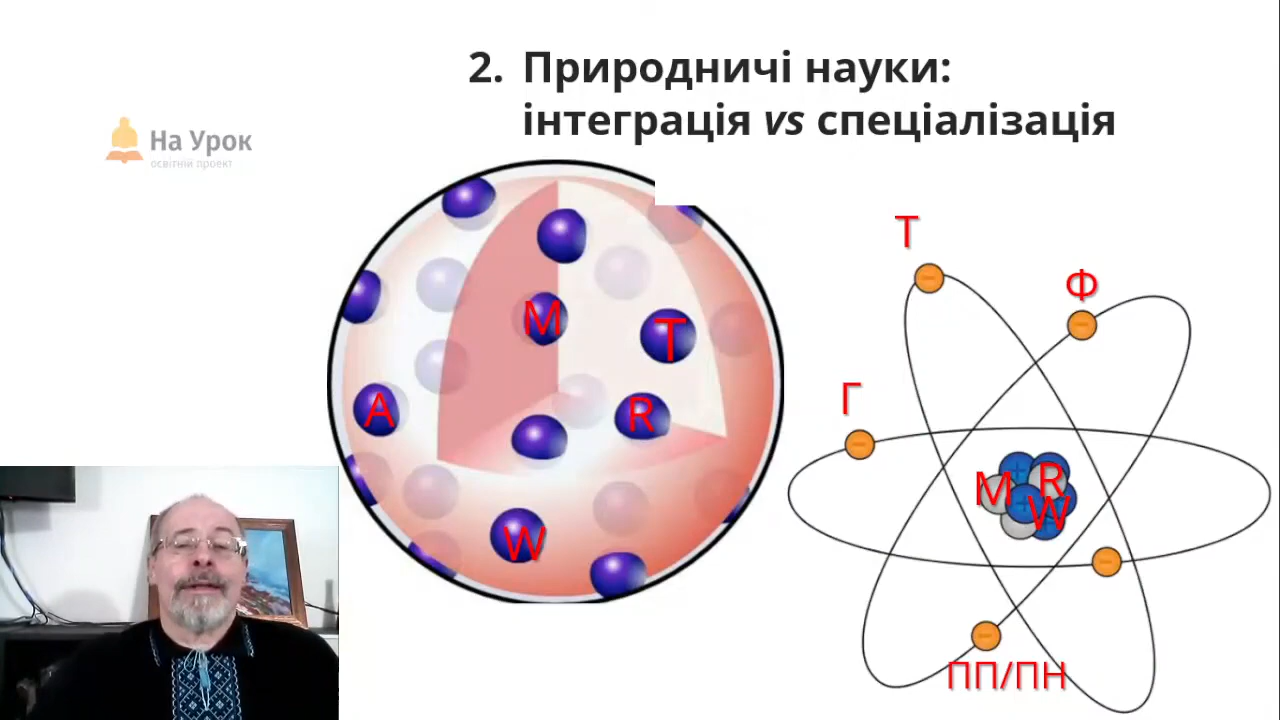 2. Природничі науки:
інтеграція vs спеціалізація
На Урок
освітній проект
Т
Ф
М
Т
Г
А
R
М R
W
W
ПП/ПН